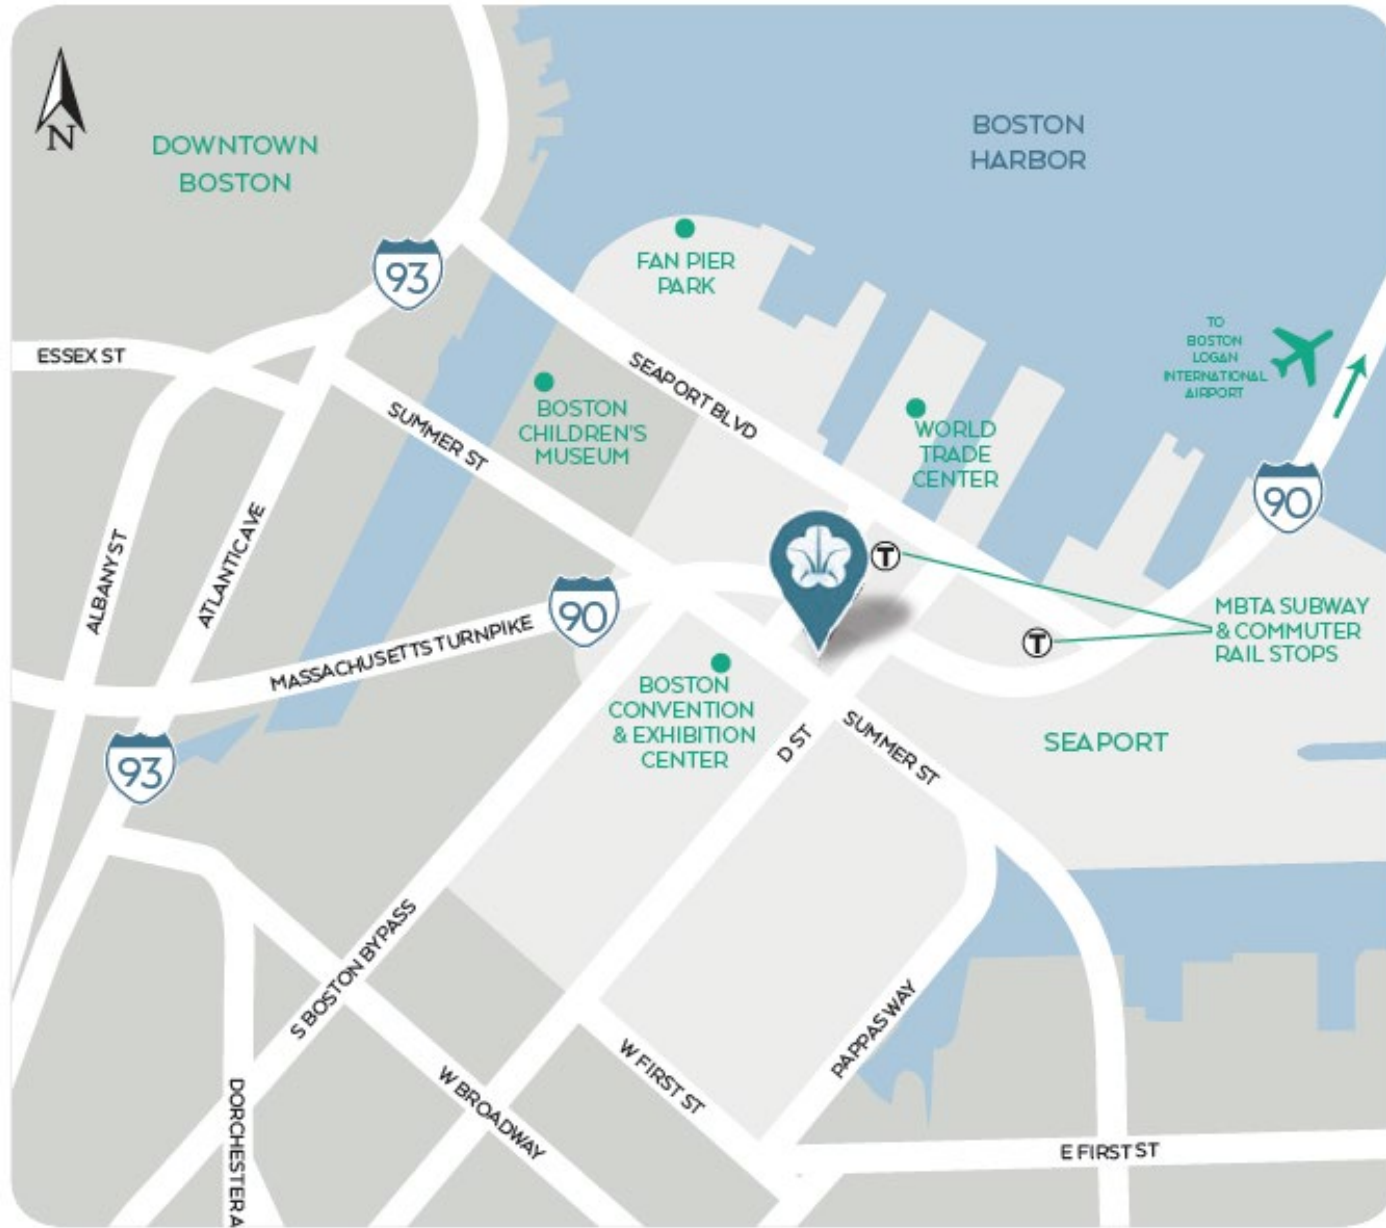 N
DOWNTOWN
BOSTON
BOSTON
HARBOR
93
FAN PIER
PARK
TO
BOSTON
LOGAN
INTERNATIONAL
AIRPORT
ESSEX ST
SEAPORT BLVD
BOSTON
CHILDREN'S
MUSEUM
SUMMER ST
WORLD
TRADE
CENTER
90
ALBANY ST
ATLANTIC AVE
T
90
MASSACHUSETTS TURNPIKE
MBTA SUBWAY
& COMMUTER
RAIL STOPS
T
BOSTON
CONVENTION
& EXHIBITION
CENTER
D ST
SUMMER ST
SEAPORT
93
S BOSTON BYPASS
PAPPAS WAY
W FIRST ST
W BROADWAY
DORCHESTER A
E FIRST ST